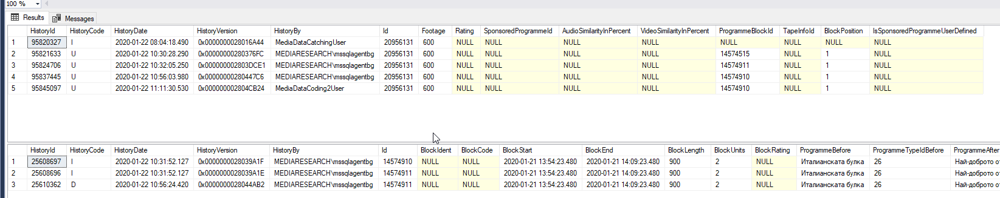 100 %
Results Messages
HistoryId HistoryCode HistoryDate HistoryVersion HistoryBy Id Footage Rating SponsoredProgrammeId AudioSimilarityInPercent VideoSimilarityInPercent ProgrammeBlockId TapeInfoId BlockPosition IsSponsoredProgrammeUserDefined
1 95820327 I 2020-01-22 08:04:18.490 0x0000000028016A44 MediaDataCatchingUser 20956131 600 NULL NULL NULL NULL NULL NULL NULL NULL
2 95821633 U 2020-01-22 10:30:28.290 0x00000000280376FC MEDIARESEARCH\mssqlagentbg 20956131 600 NULL NULL NULL NULL 14574515 NULL 1 NULL
3 95824706 U 2020-01-22 10:32:05.250 0x000000002803DCE1 MEDIARESEARCH\mssqlagentbg 20956131 600 NULL NULL NULL NULL 14574911 NULL 1 NULL
4 95837445 U 2020-01-22 10:56:03.980 0x00000000280447C6 MEDIARESEARCH\mssqlagentbg 20956131 600 NULL NULL NULL NULL 14574910 NULL 1 NULL
5 95845097 U 2020-01-22 11:11:30.530 0x000000002804CB24 MediaDataCoding2User 20956131 600 NULL NULL NULL NULL 14574910 NULL 1 NULL
HistoryId HistoryCode HistoryDate HistoryVersion HistoryBy Id BlockIdent BlockCode BlockStart BlockEnd BlockLength BlockUnits BlockRating ProgrammeBefore ProgrammeTypeIdBefore ProgrammeAfter
1 25608697 I 2020-01-22 10:31:52.127 0x0000000028039A1F MEDIARESEARCH\mssqlagentbg 14574910 NULL NULL 2020-01-21 13:54:23.480 2020-01-21 14:09:23.480 900 2 NULL Италианската булка 26 Най-доброто от
2 25608696 I 2020-01-22 10:31:52.127 0x0000000028039A1E MEDIARESEARCH\mssqlagentbg 14574911 NULL NULL 2020-01-21 13:54:23.480 2020-01-21 14:09:23.480 900 2 NULL Италианската булка 26 Най-доброто от
3 25610362 D 2020-01-22 10:56:24.420 0x0000000028044AB2 MEDIARESEARCH\mssqlagentbg 14574911 NULL NULL 2020-01-21 13:54:23.480 2020-01-21 14:09:23.480 900 2 NULL Италианската булка 26 Най-доброто от